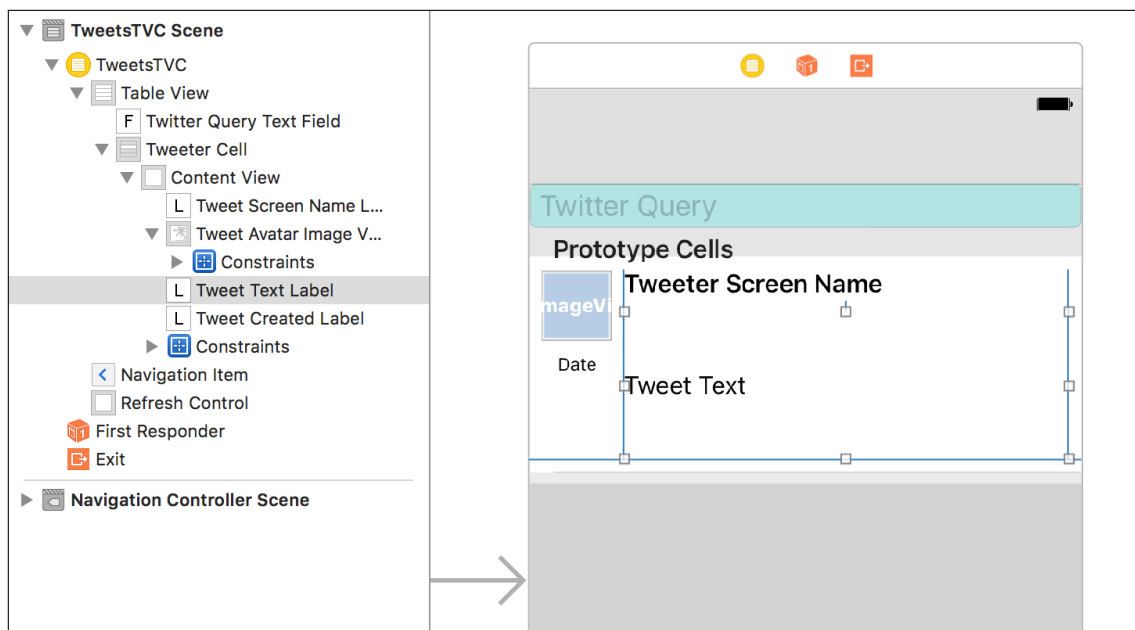 TweetsTVC Scene
TweetsTVC
Table View
F Twitter Query Text Field
Tweeter Cell
Content View
L Tweet Screen Name L...
Tweet Avatar Image V...
Constraints
L Tweet Text Label
L Tweet Created Label
Constraints
Navigation Item
Refresh Control
First Responder
Exit
Navigation Controller Scene
Twitter Query
Prototype Cells
mageVi
Tweeter Screen Name
Date
Tweet Text